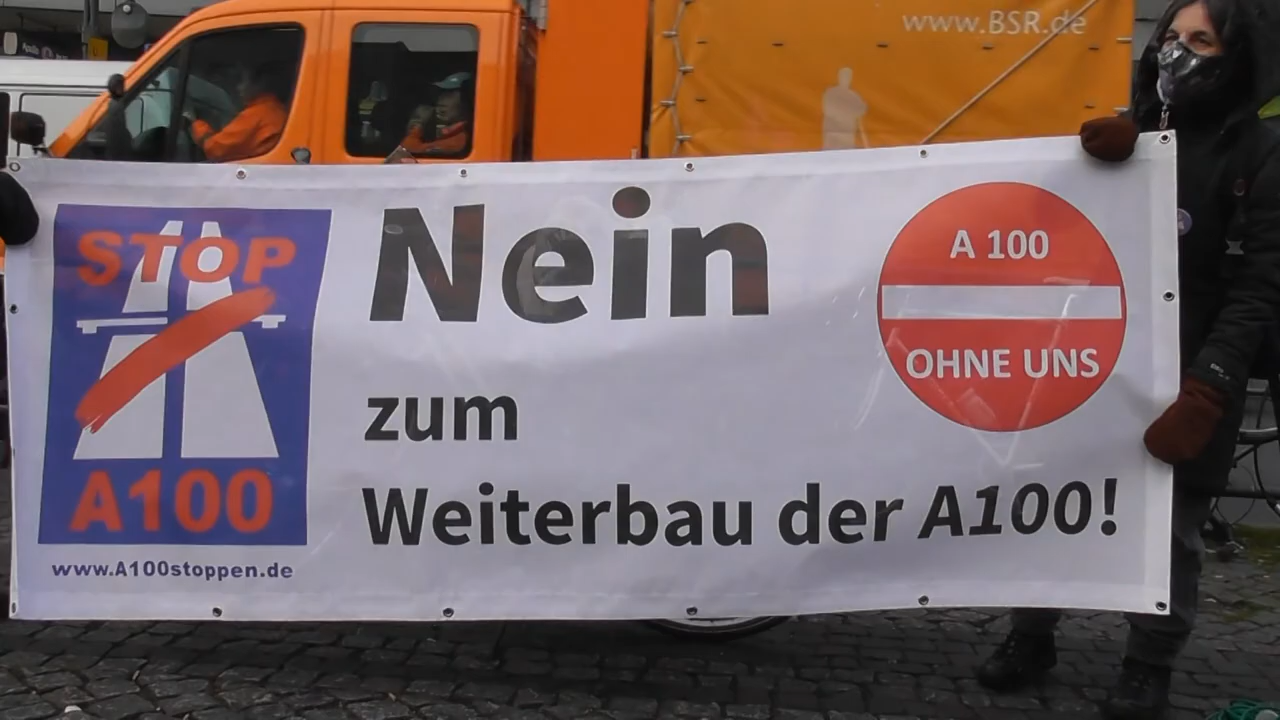 www.BSR.de
STOP
A100
www.A100stoppen.de
Nein
zum
Weiterbau der A100!
A 100
OHNE UNS